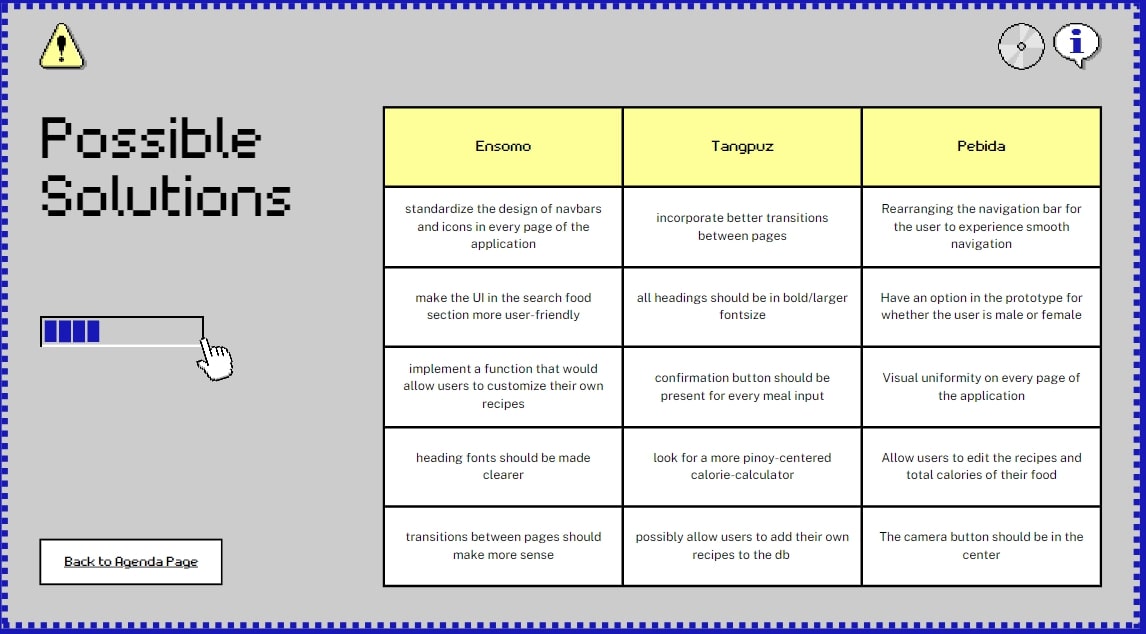 Possible
Solutions
Back to Agenda Page
Ensomo
Tangpuz
Pebida
standardize the design of navbars
and icons in every page of the
application
incorporate better transitions
between pages
Rearranging the navigation bar for
the user to experience smooth
navigation
make the UI in the search food
section more user-friendly
all headings should be in bold/larger
fontsize
Have an option in the prototype for
whether the user is male or female
implement a function that would
allow users to customize their own
recipes
confirmation button should be
present for every meal input
Visual uniformity on every page of
the application
heading fonts should be made
clearer
look for a more pinoy-centered
calorie-calculator
Allow users to edit the recipes and
total calories of their food
transitions between pages should
make more sense
possibly allow users to add their own
recipes to the db
The camera button should be in the
center